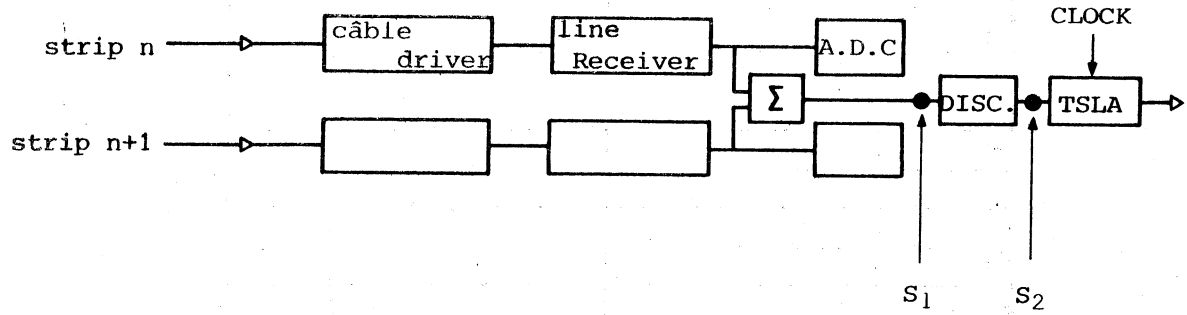 CLOCK
strip n
câble
driver
line
Receiver
A.D.C
Σ
DISC.
TSLA
strip n+1
S1
S2